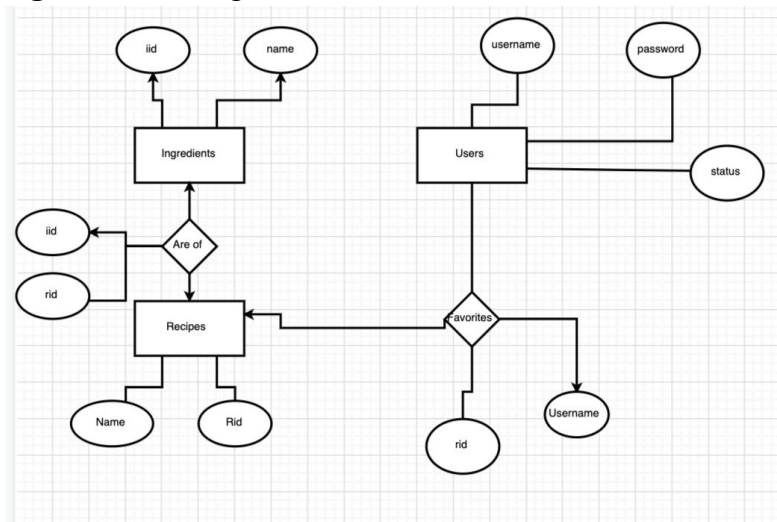 iid
name
username
password
Ingredients
Users
status
iid
Are of
rid
Recipes
Favorites
Name
Rid
Username
rid